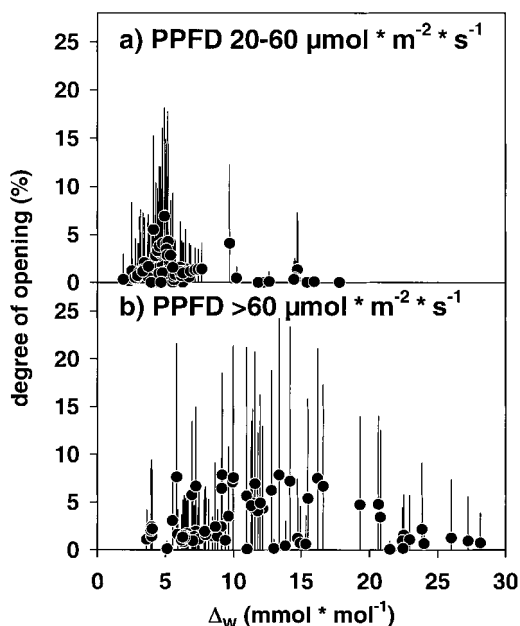 a) PPFD 20-60 µmol * m⁻² * s⁻¹
25
20
15
10
5
0
b) PPFD >60 µmol * m⁻² * s⁻¹
25
20
15
10
5
0
degree of opening (%)
0 5 10 15 20 25 30
Δw (mmol * mol⁻¹)